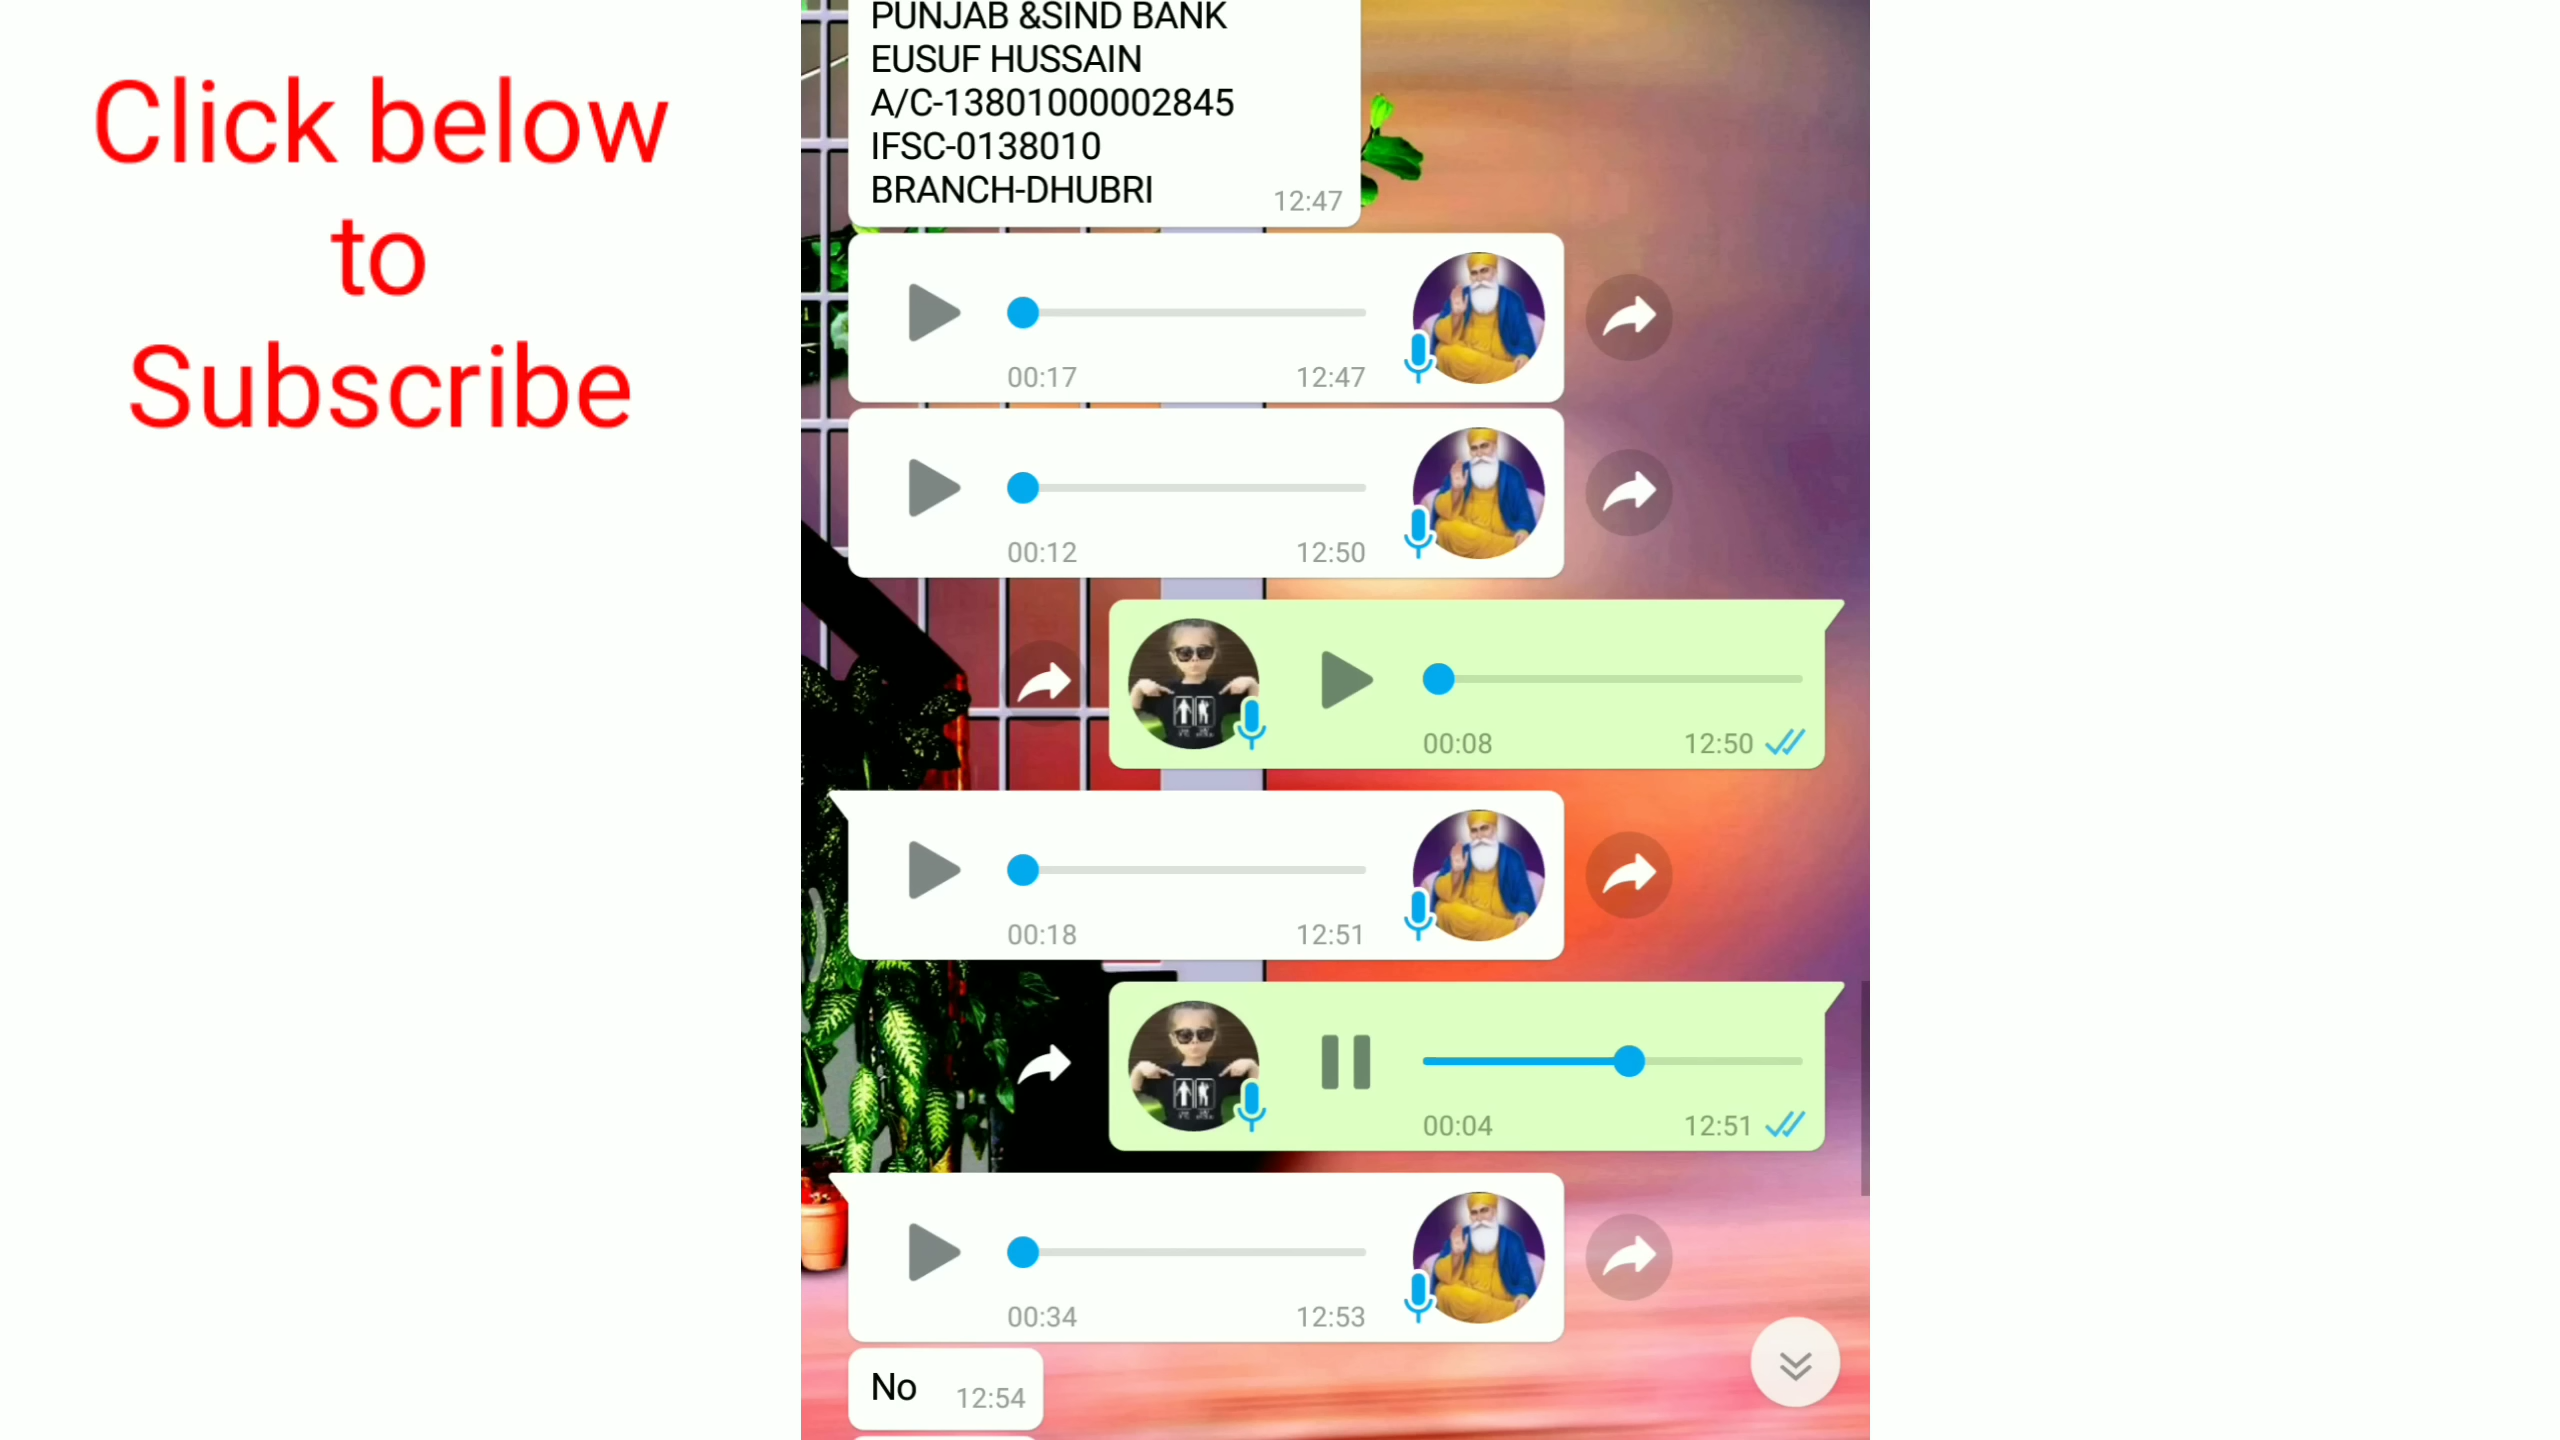 Click below
to
Subscribe
PUNJAB &SIND BANK
EUSUF HUSSAIN
A/C-13801000002845
IFSC-0138010
BRANCH-DHUBRI
12:47
00:17 12:47
00:12 12:50
00:08 12:50
00:18 12:51
00:04 12:51
00:34 12:53
No 12:54